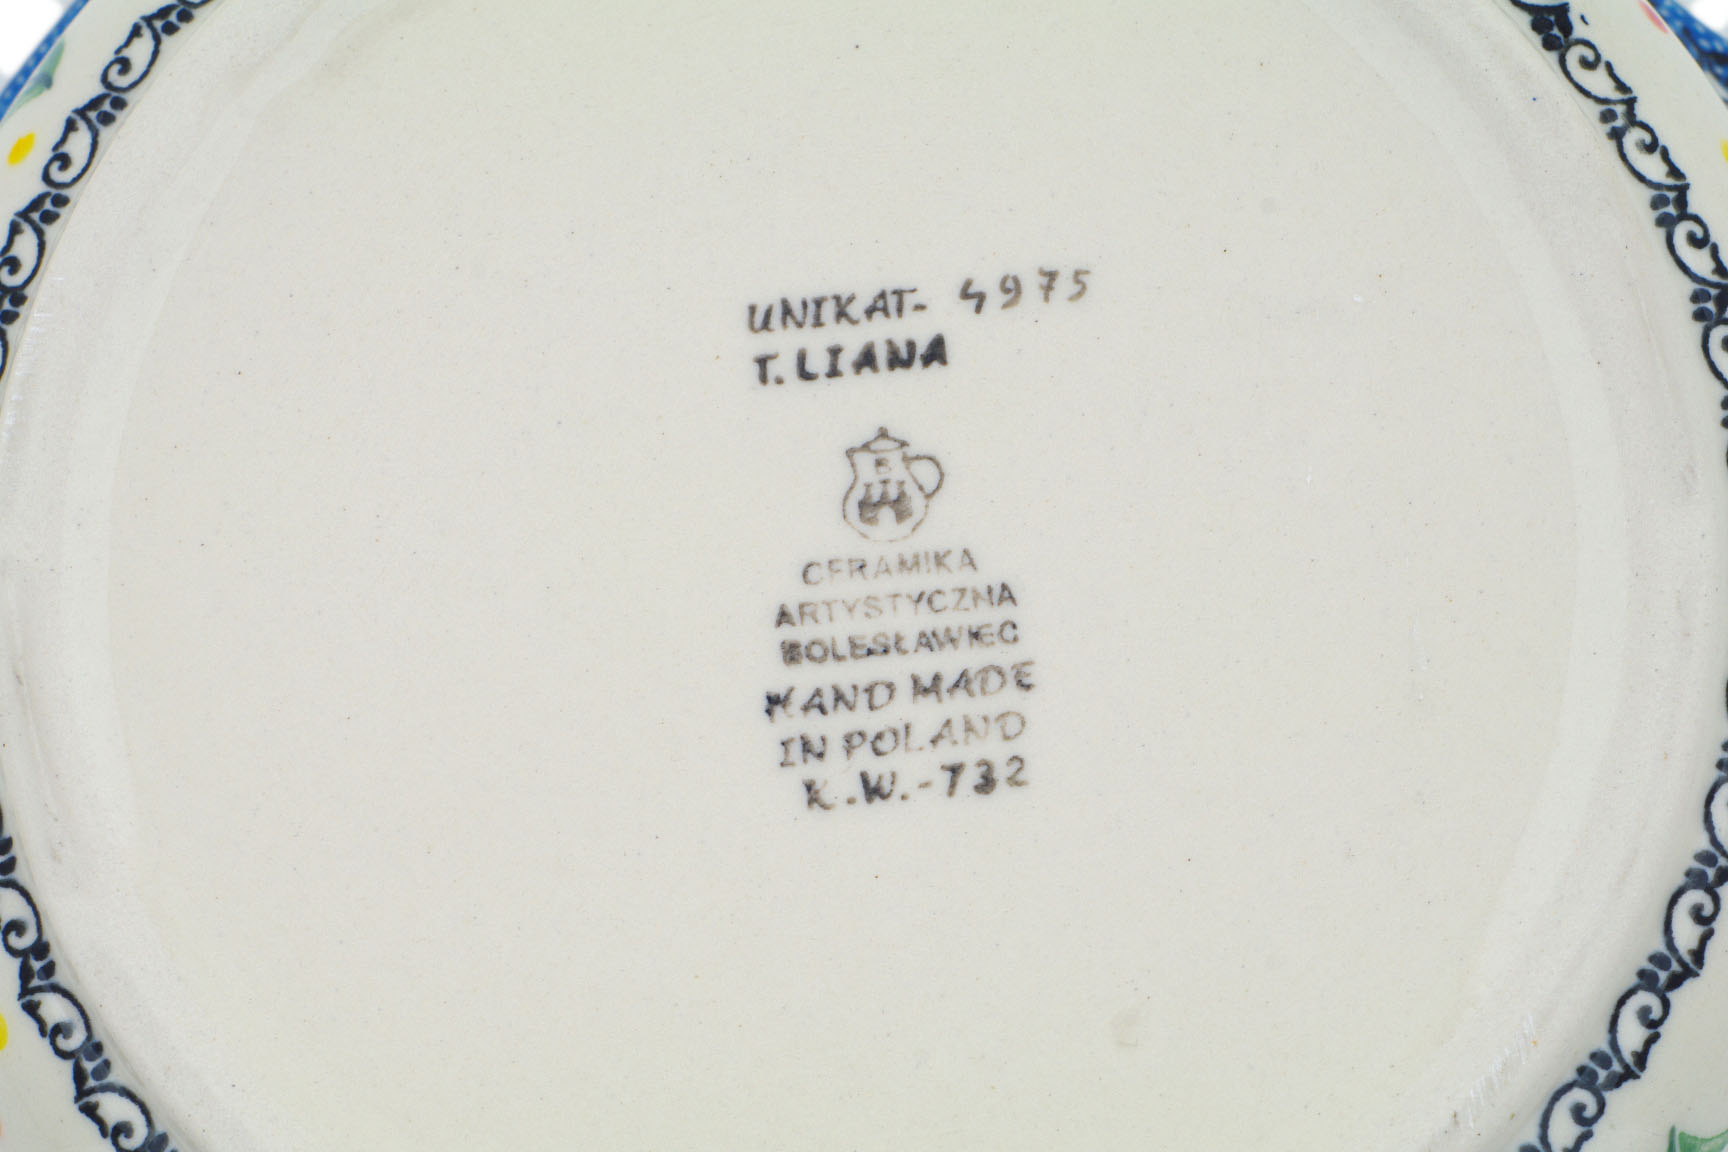 UNIKAT- 4975
T. LIANA
B
CERAMIKA
ARTYSTYCZNA
BOLESŁAWIEC
HAND MADE
IN POLAND
K.W.-732